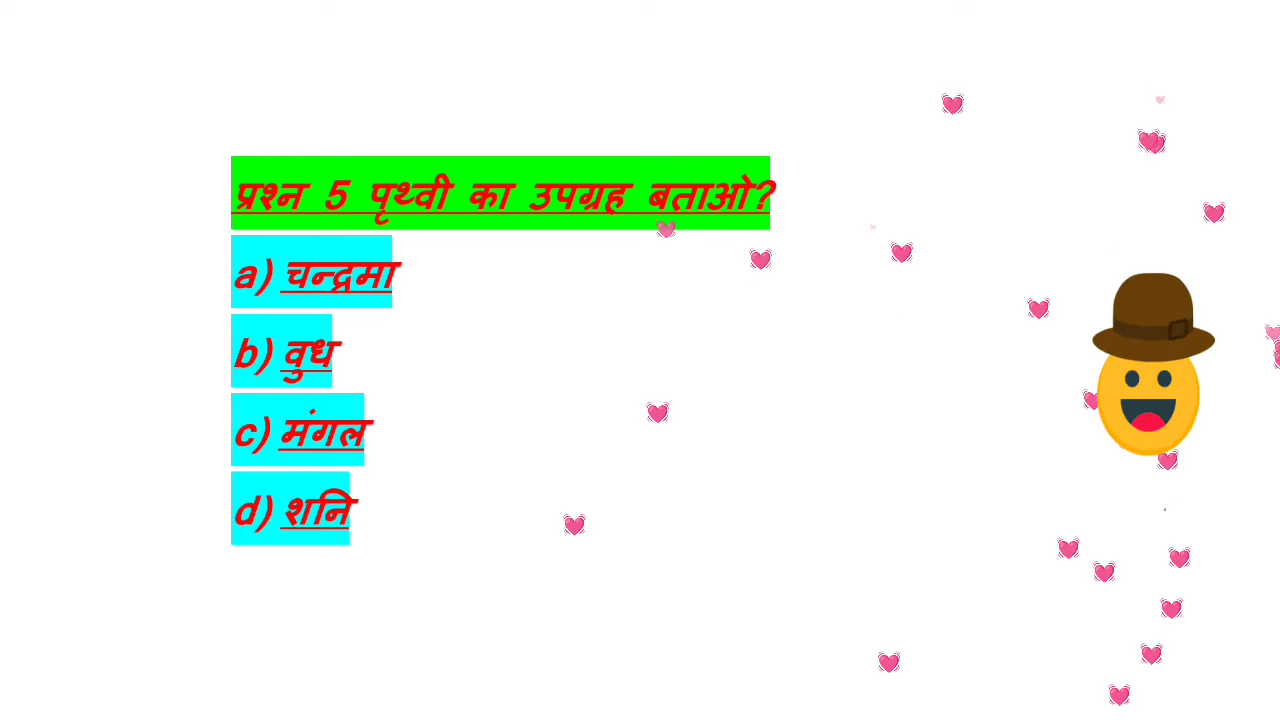 प्रश्न 5 पृथ्वी का उपग्रह बताओ?
a) चन्द्रमा
b) वुध
c) मंगल
d) शनि